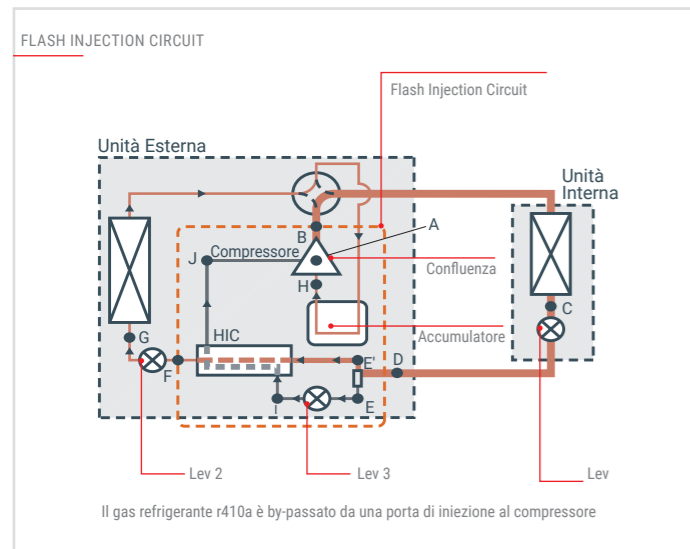 FLASH INJECTION CIRCUIT
Flash Injection Circuit
Unità Esterna
Unità
Interna
A
B
J
Compressore
Confluenza
H
C
Accumulatore
G
HIC
F
E'
D
I
E
Lev 2
Lev 3
Lev
Il gas refrigerante r410a è by-passato da una porta di iniezione al compressore